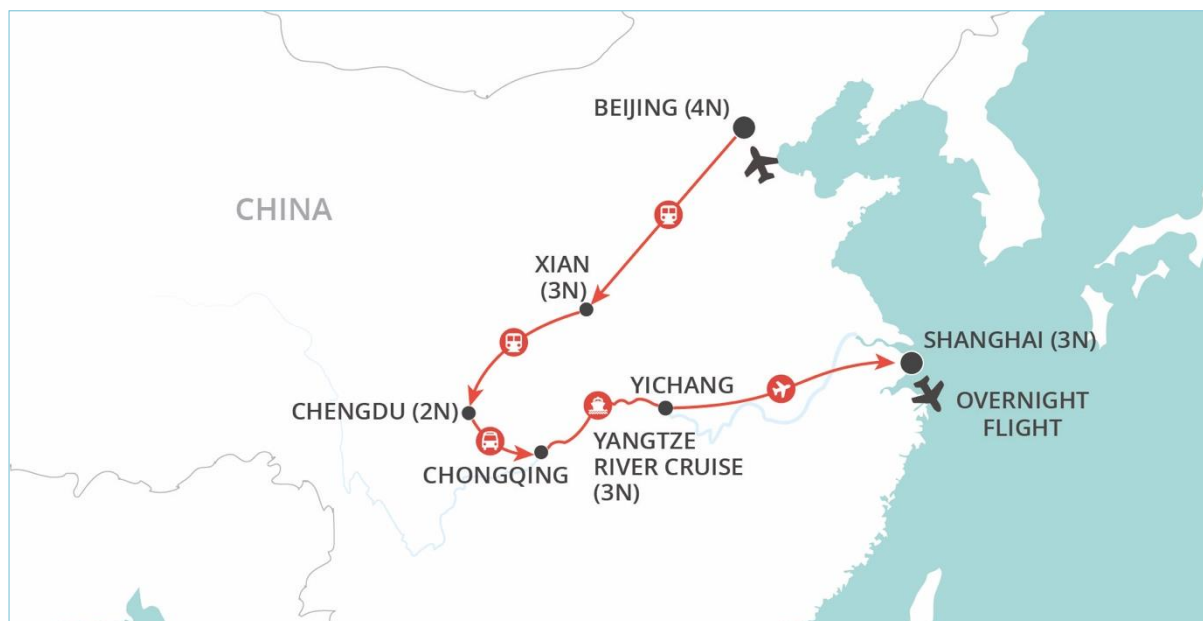 BEIJING (4N)
CHINA
XIAN
(3N)
SHANGHAI (3N)
YICHANG
OVERNIGHT
FLIGHT
CHENGDU (2N)
YANGTZE
RIVER CRUISE
(3N)
CHONGQING